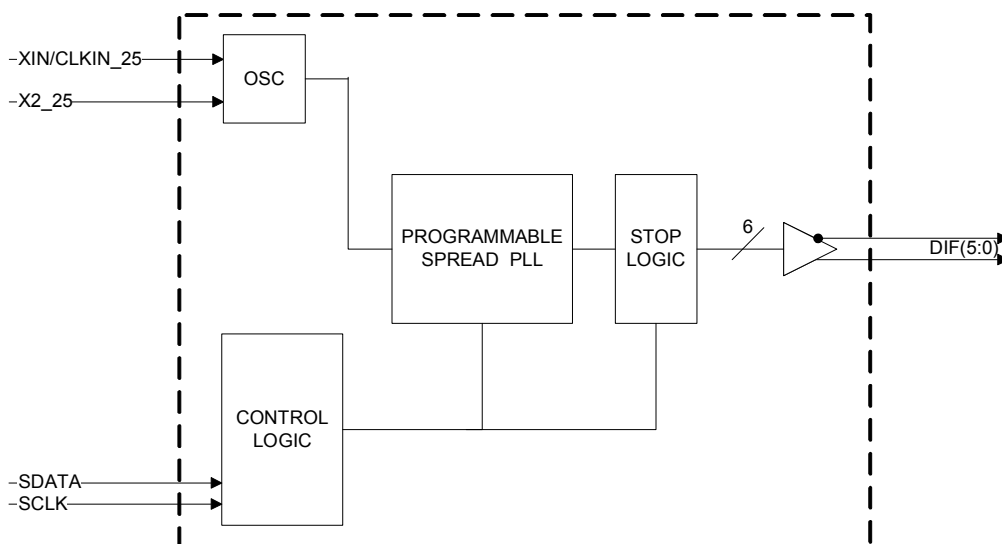 XIN/CLKIN_25
X2_25
OSC
PROGRAMMABLE
SPREAD PLL
STOP
LOGIC
6
DIF(5:0)
CONTROL
LOGIC
SDATA
SCLK